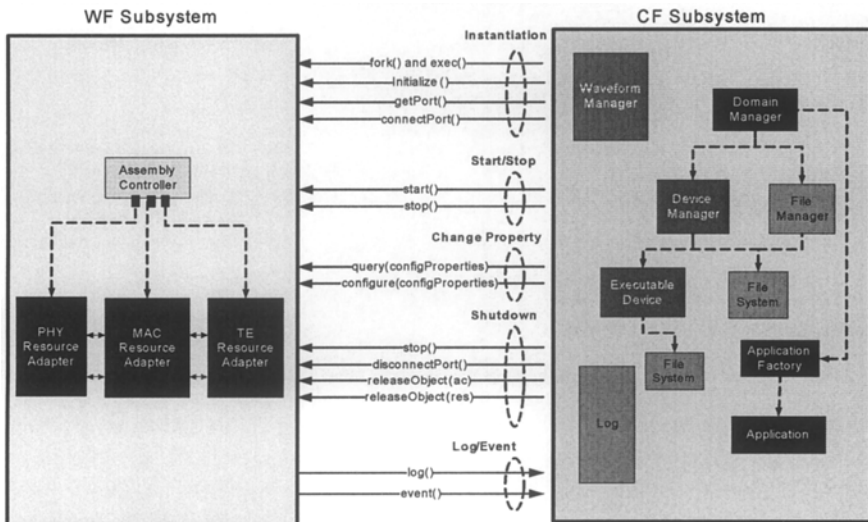 WF Subsystem
CF Subsystem
Instantiation
fork() and exec()
Initialize ()
getPort()
connectPort()
Start/Stop
start()
stop()
Change Property
query(configProperties)
configure(configProperties)
Shutdown
stop()
disconnectPort()
releaseObject(ac)
releaseObject(res)
Log/Event
log()
event()
Assembly
Controller
PHY
Resource
Adapter
MAC
Resource
Adapter
TE
Resource
Adapter
Waveform
Manager
Domain
Manager
Device
Manager
File
Manager
Executable
Device
File
System
File
System
Application
Factory
Log
Application